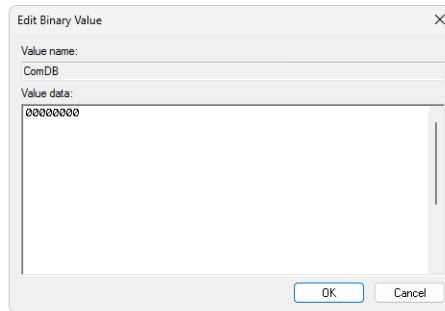 Edit Binary Value
Value name:
ComDB
Value data:
00000000
OK
Cancel